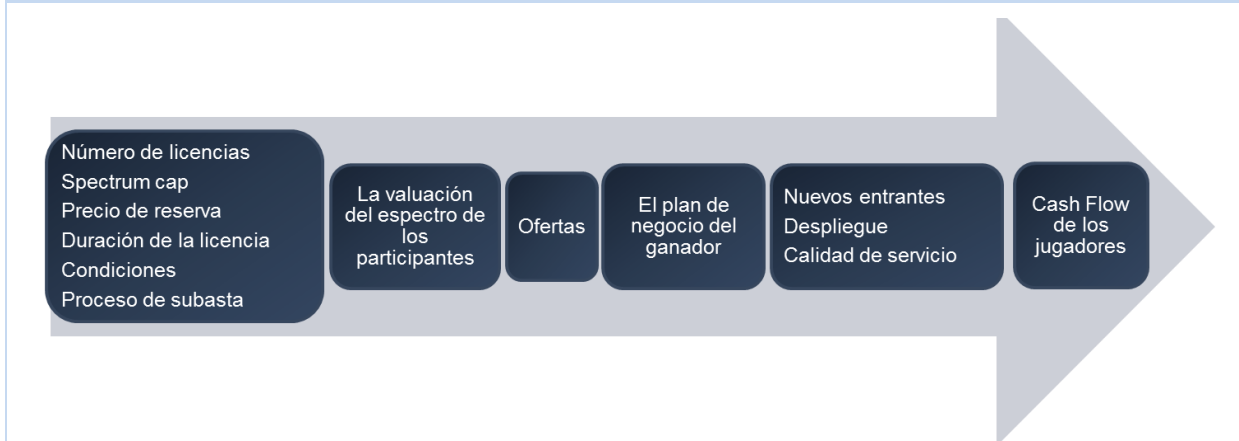 Número de licencias
Spectrum cap
Precio de reserva
Duración de la licencia
Condiciones
Proceso de subasta
La valuación
del espectro de
los
participantes
Ofertas
El plan de
negocio del
ganador
Nuevos entrantes
Despliegue
Calidad de servicio
Cash Flow
de los
jugadores